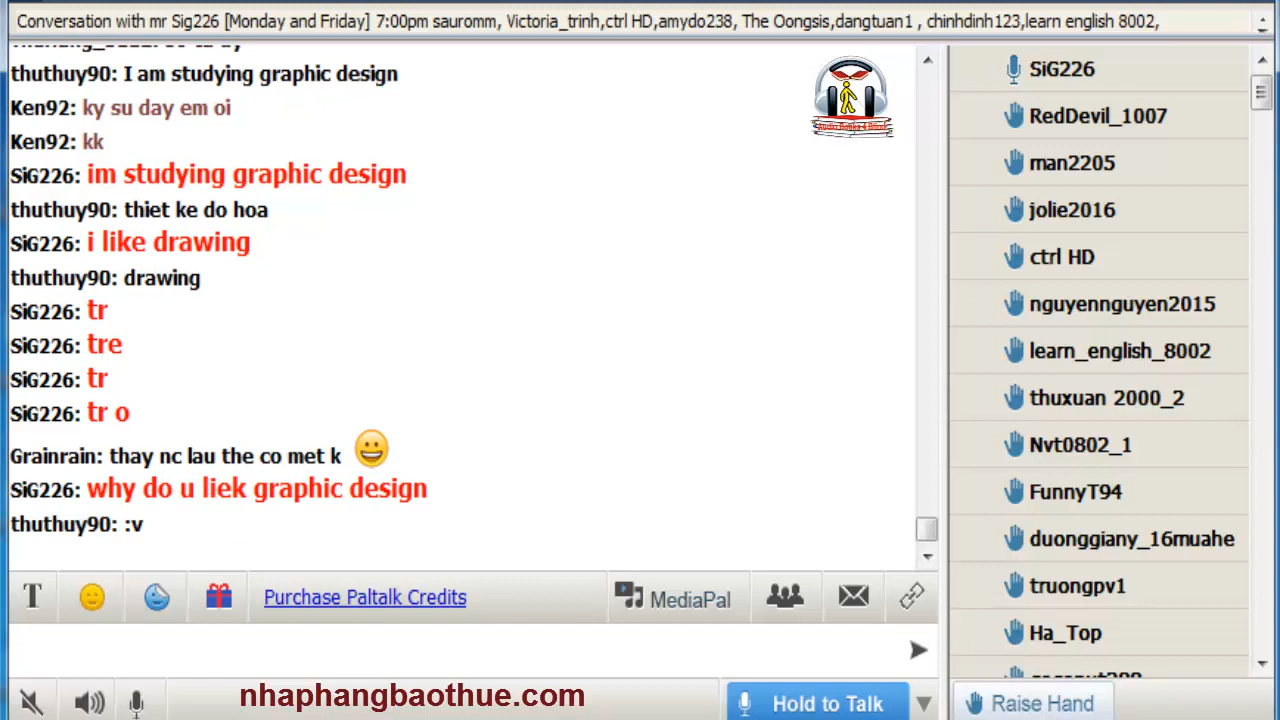 Conversation with mr Sig226 [Monday and Friday] 7:00pm sauromm, Victoria_trinh,ctrl HD,amydo238, The Oongsis,dangtuan1 , chinhdinh123,learn english 8002,
thuthuy90: I am studying graphic design
Ken92: ky su day em oi
Ken92: kk
SiG226: im studying graphic design
thuthuy90: thiet ke do hoa
SiG226: i like drawing
thuthuy90: drawing
SiG226: tr
SiG226: tre
SiG226: tr
SiG226: tr o
Grainrain: thay nc lau the co met k
SiG226: why do u liek graphic design
thuthuy90: :v
T
Purchase Paltalk Credits
MediaPal
nhaphangbaothue.com
Hold to Talk
SiG226
RedDevil_1007
man2205
jolie2016
ctrl HD
nguyennguyen2015
learn_english_8002
thuxuan 2000_2
Nvt0802_1
FunnyT94
duonggiany_16muahe
truongpv1
Ha_Top
Raise Hand